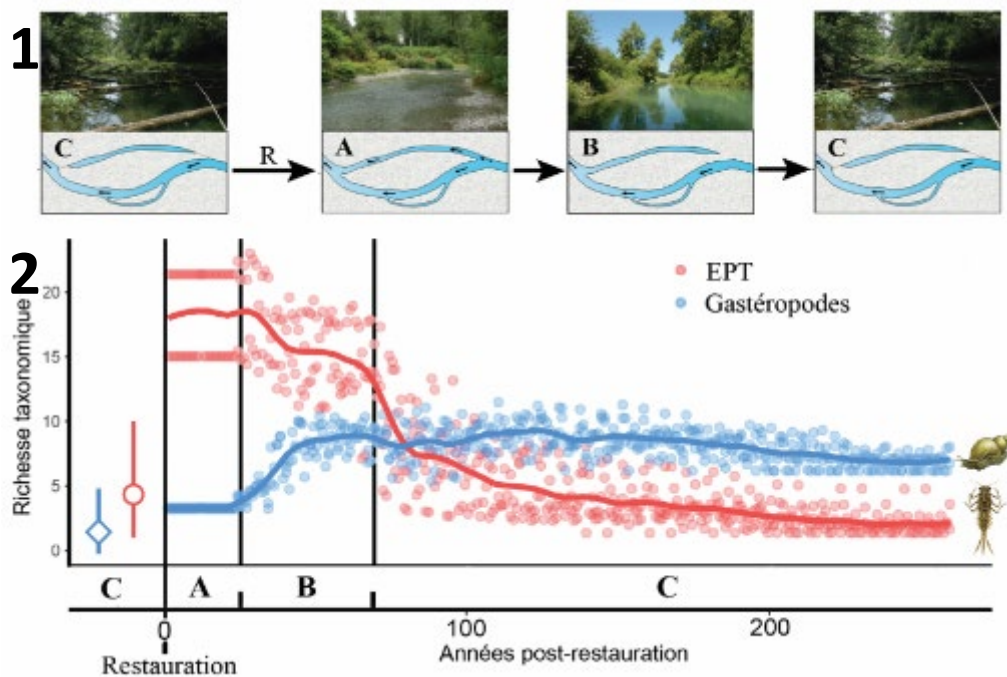 1
C
R
A
B
C
2
Richesse taxonomique
20
15
10
5
0
EPT
Gastéropodes
C
A
B
C
0
100
200
Restauration
Années post-restauration